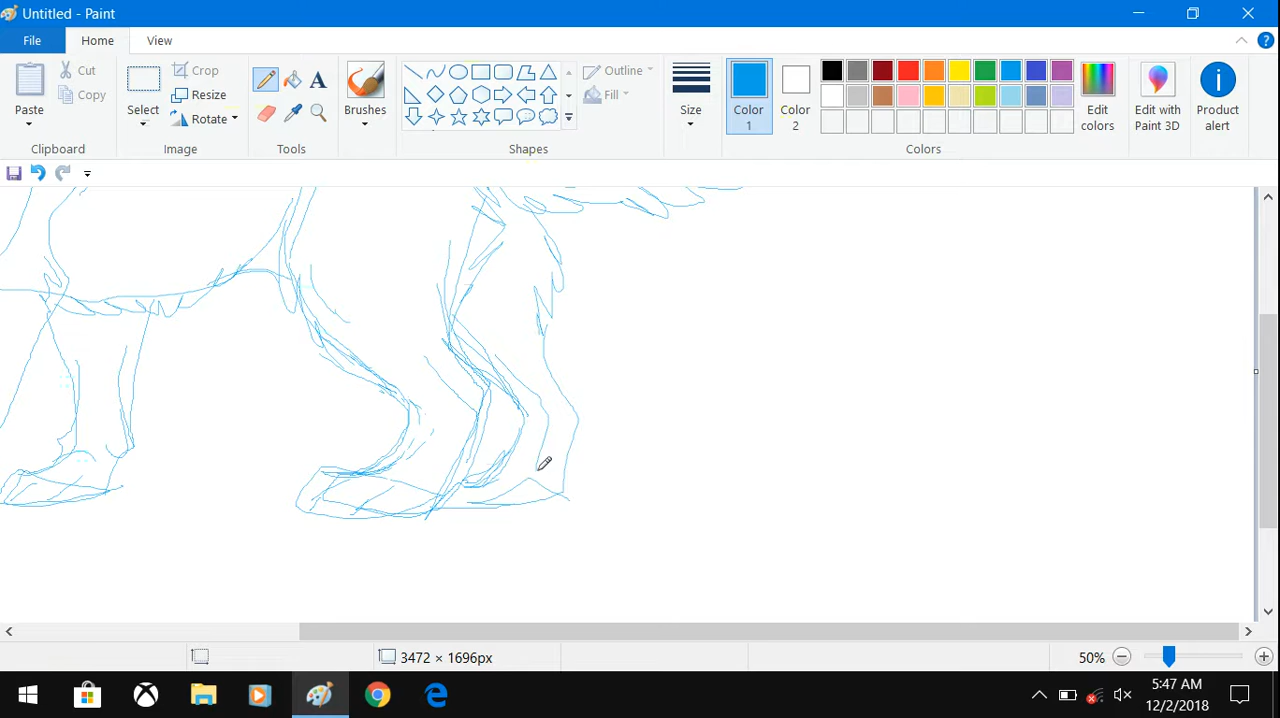 Untitled - Paint
File Home View
Cut
Copy
Paste
Clipboard
Select
Crop
Resize
Rotate
Image
A
Tools
Brushes
Outline
Fill
Shapes
Size
Color 1
Color 2
Edit colors
Colors
Edit with Paint 3D
Product alert
3472 × 1696px
50%
5:47 AM
12/2/2018